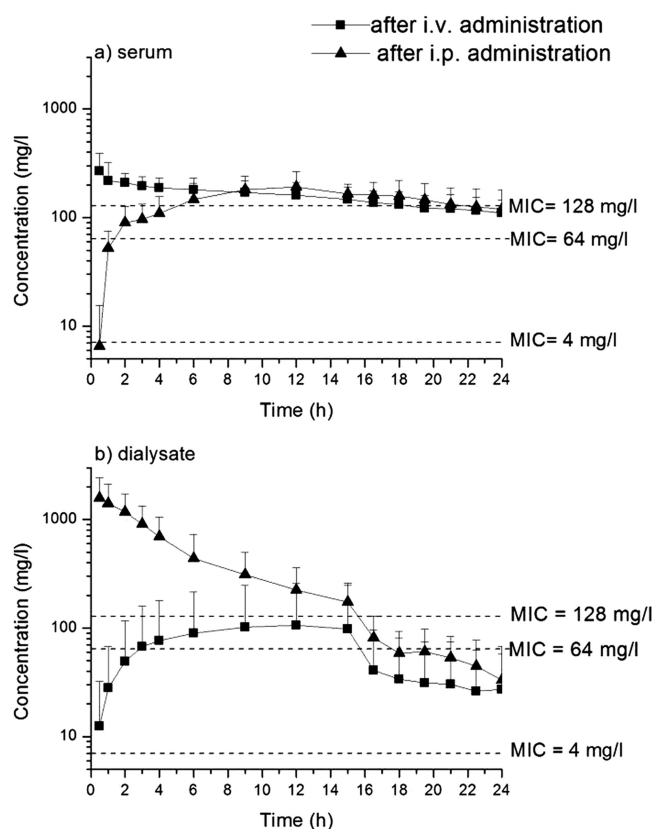 after i.v. administration
after i.p. administration
a) serum
1000
100
10
Concentration (mg/l)
MIC= 128 mg/l
MIC= 64 mg/l
MIC= 4 mg/l
0 2 4 6 8 10 12 14 16 18 20 22 24
Time (h)
b) dialysate
1000
100
10
Concentration (mg/l)
MIC = 128 mg/l
MIC = 64 mg/l
MIC = 4 mg/l
0 2 4 6 8 10 12 14 16 18 20 22 24
Time (h)